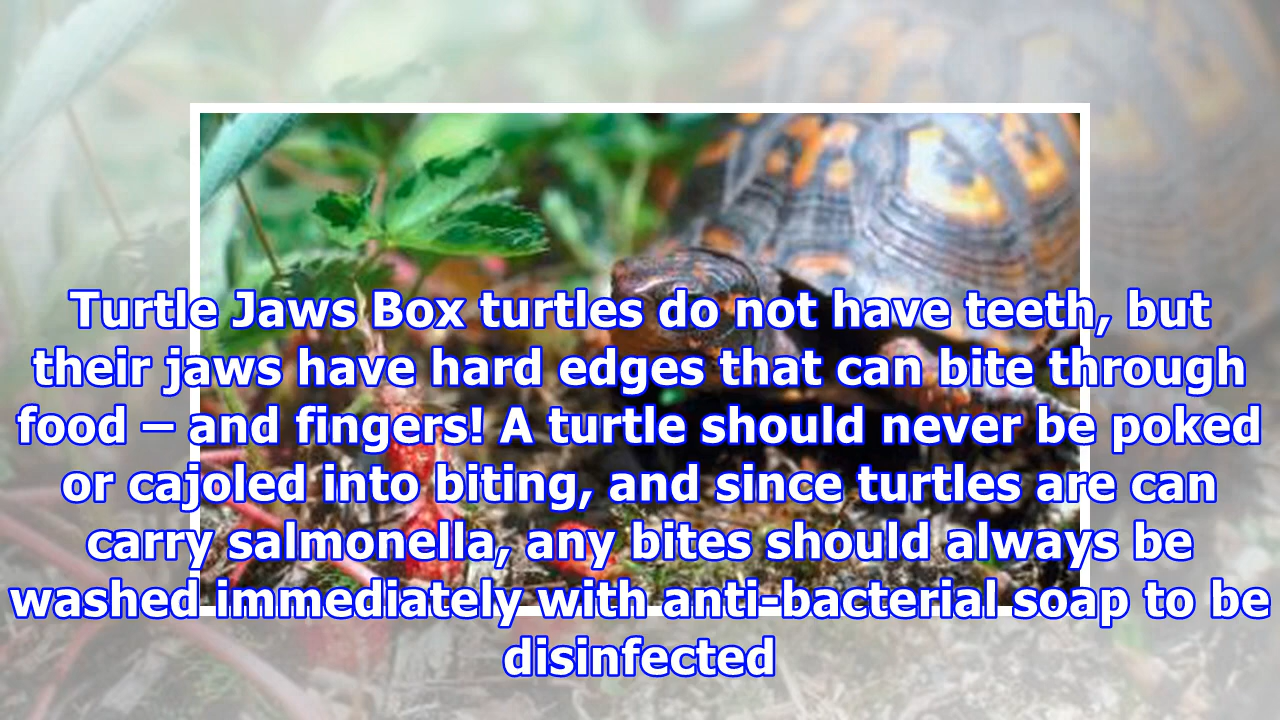 Turtle Jaws Box turtles do not have teeth, but
their jaws have hard edges that can bite through
food – and fingers! A turtle should never be poked
or cajoled into biting, and since turtles are can
carry salmonella, any bites should always be
washed immediately with anti-bacterial soap to be
disinfected